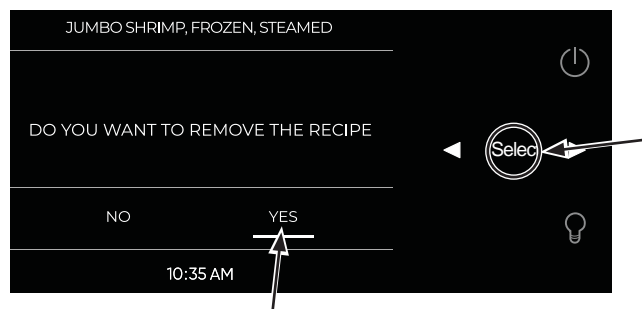 JUMBO SHRIMP, FROZEN, STEAMED
DO YOU WANT TO REMOVE THE RECIPE
Selec
NO YES
10:35 AM